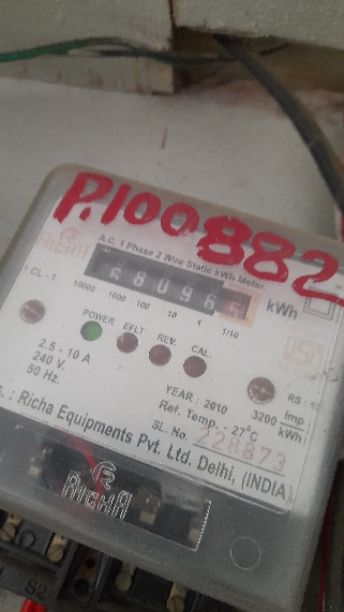 P.100882
RICHA
A.C. 1 Phase 2 Wire Static kWh Meter
CL-1
680966 kWh
10000 1000 100 10 1 1/10
POWER EFLT REV. CAL.
2.5 - 10 A
240 V.
50 Hz.
YEAR : 2010
Ref. Temp. - 27°C
3200 Imp / kWh
SL. No. 228873
Richa Equipments Pvt. Ltd. Delhi, (INDIA)
RICHA
S2